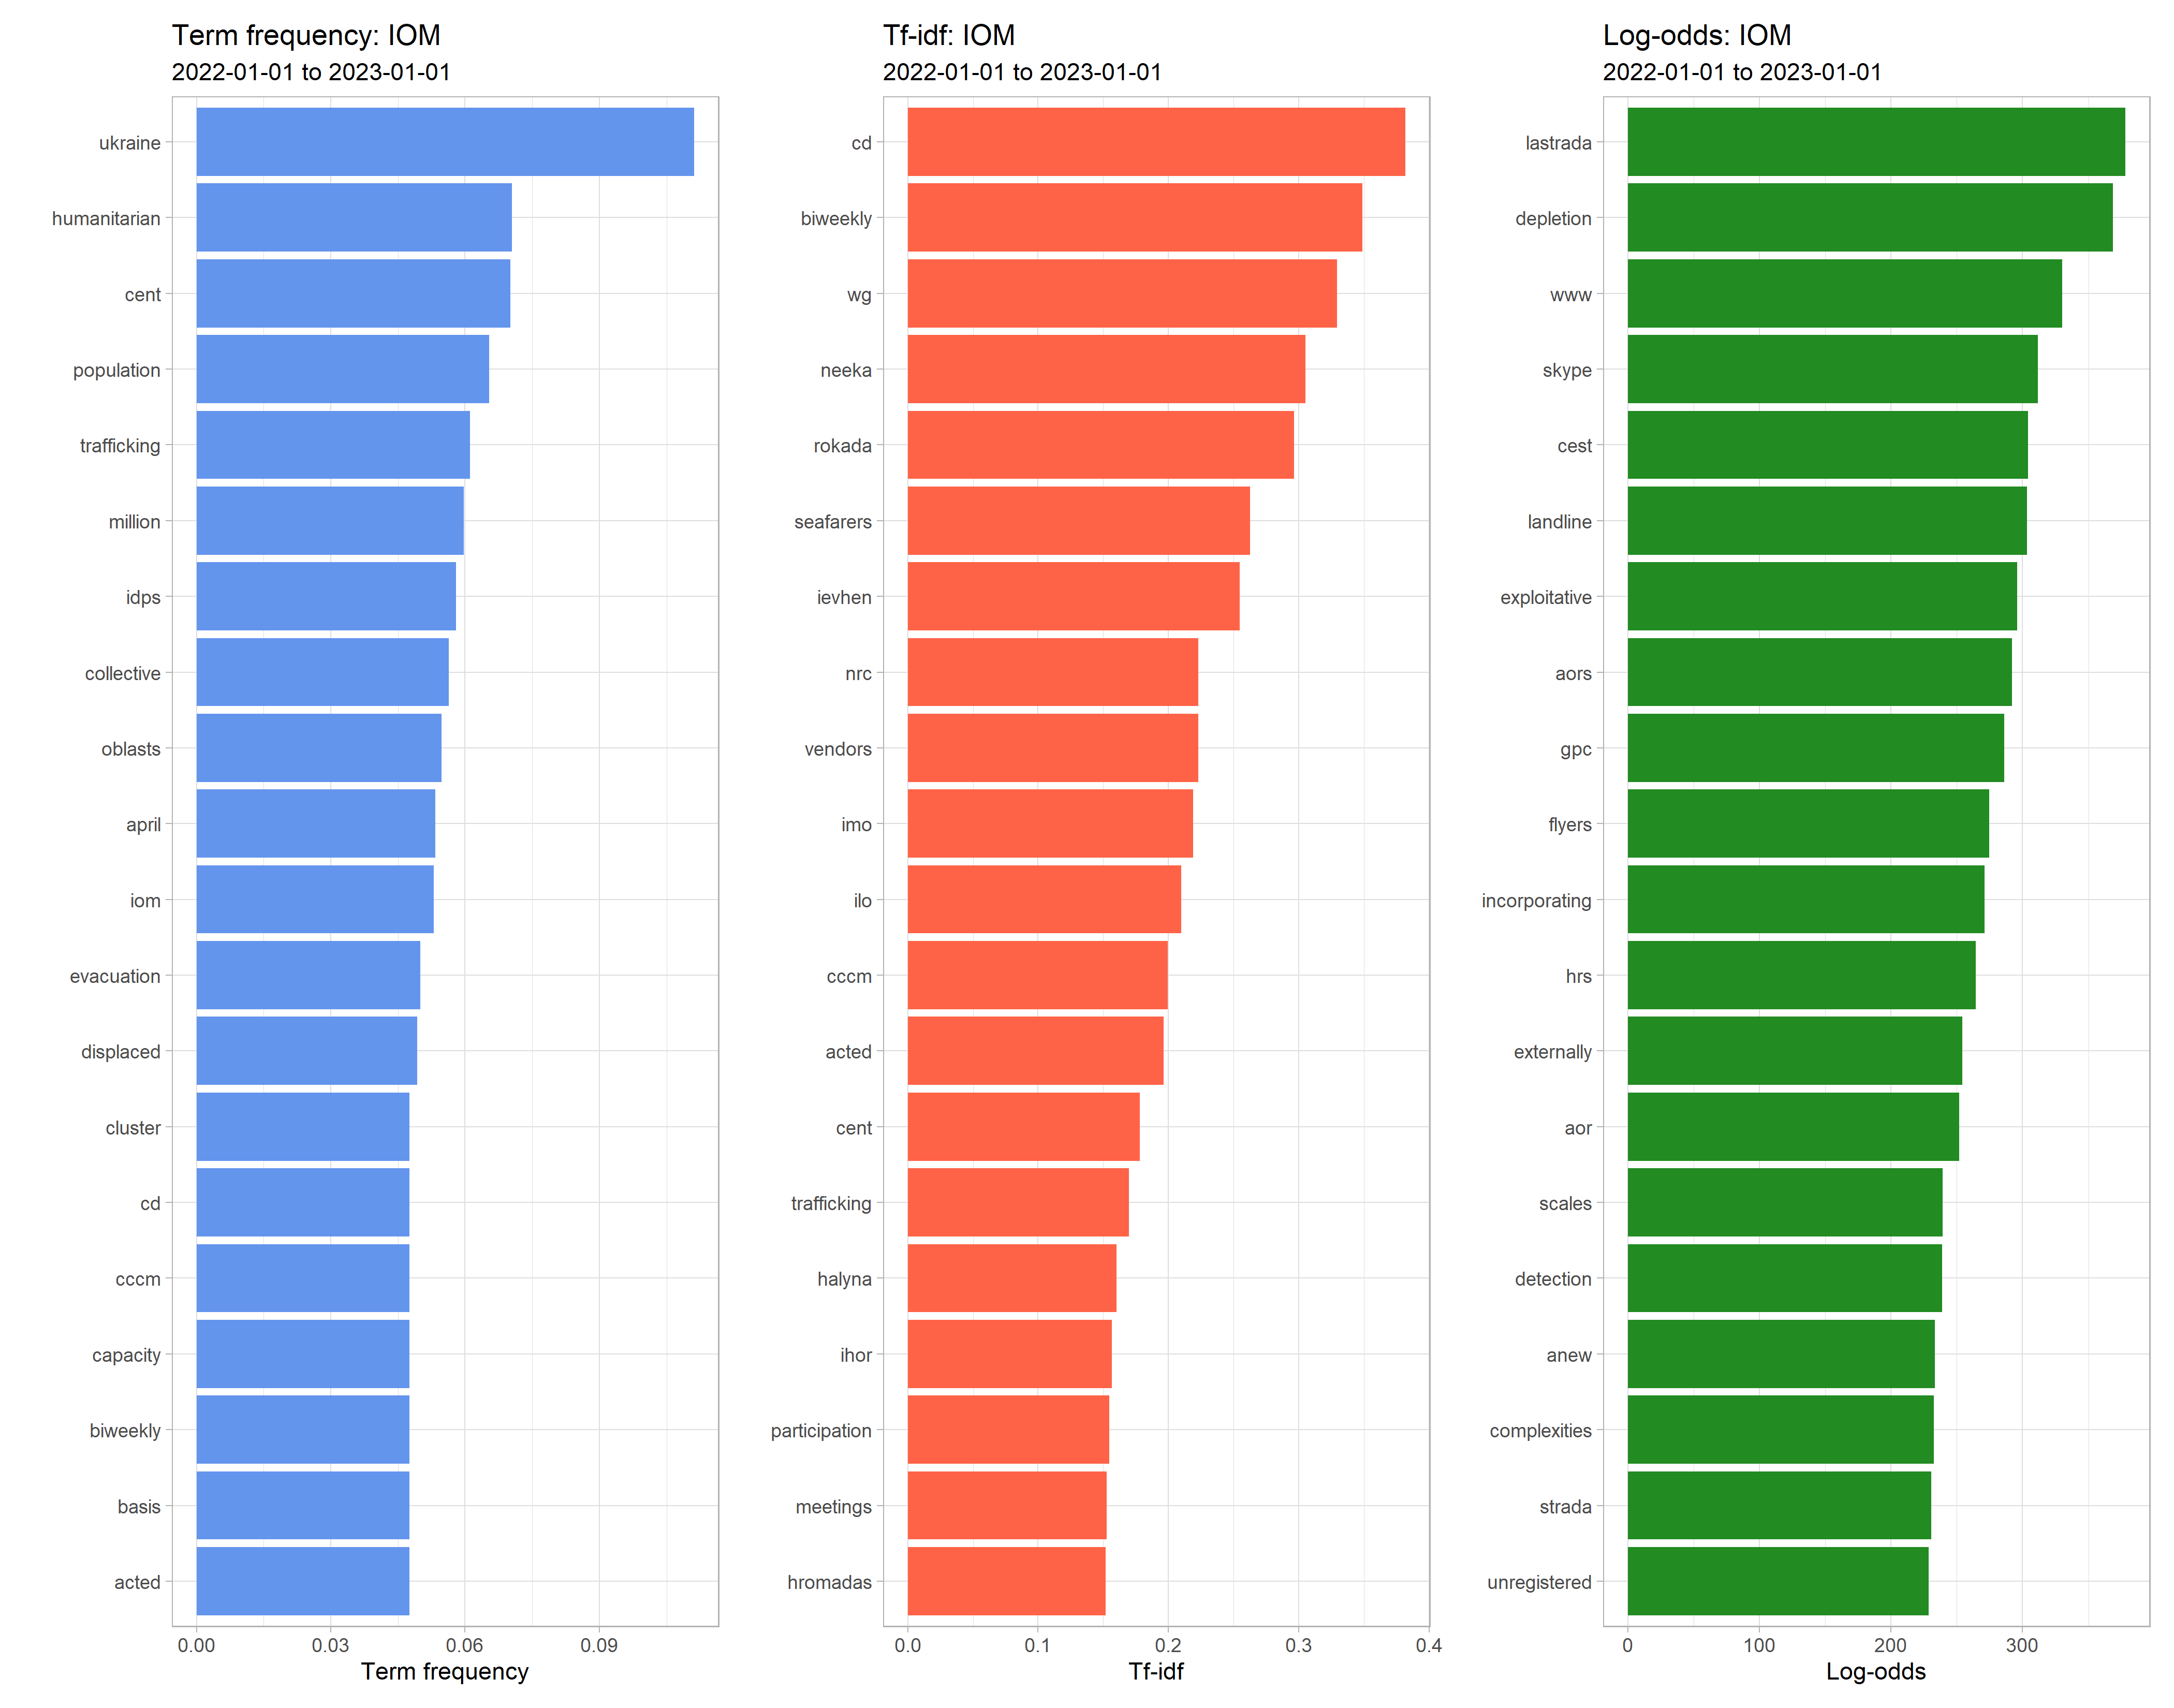 Term frequency: IOM
2022-01-01 to 2023-01-01
ukraine
humanitarian
cent
population
trafficking
million
idps
collective
oblasts
april
iom
evacuation
displaced
cluster
cd
cccm
capacity
biweekly
basis
acted
0.00 0.03 0.06 0.09
Term frequency
Tf-idf: IOM
2022-01-01 to 2023-01-01
cd
biweekly
wg
neeka
rokada
seafarers
ievhen
nrc
vendors
imo
ilo
cccm
acted
cent
trafficking
halyna
ihor
participation
meetings
hromadas
0.0 0.1 0.2 0.3 0.4
Tf-idf
Log-odds: IOM
2022-01-01 to 2023-01-01
lastrada
depletion
www
skype
cest
landline
exploitative
aors
gpc
flyers
incorporating
hrs
externally
aor
scales
detection
anew
complexities
strada
unregistered
0 100 200 300
Log-odds